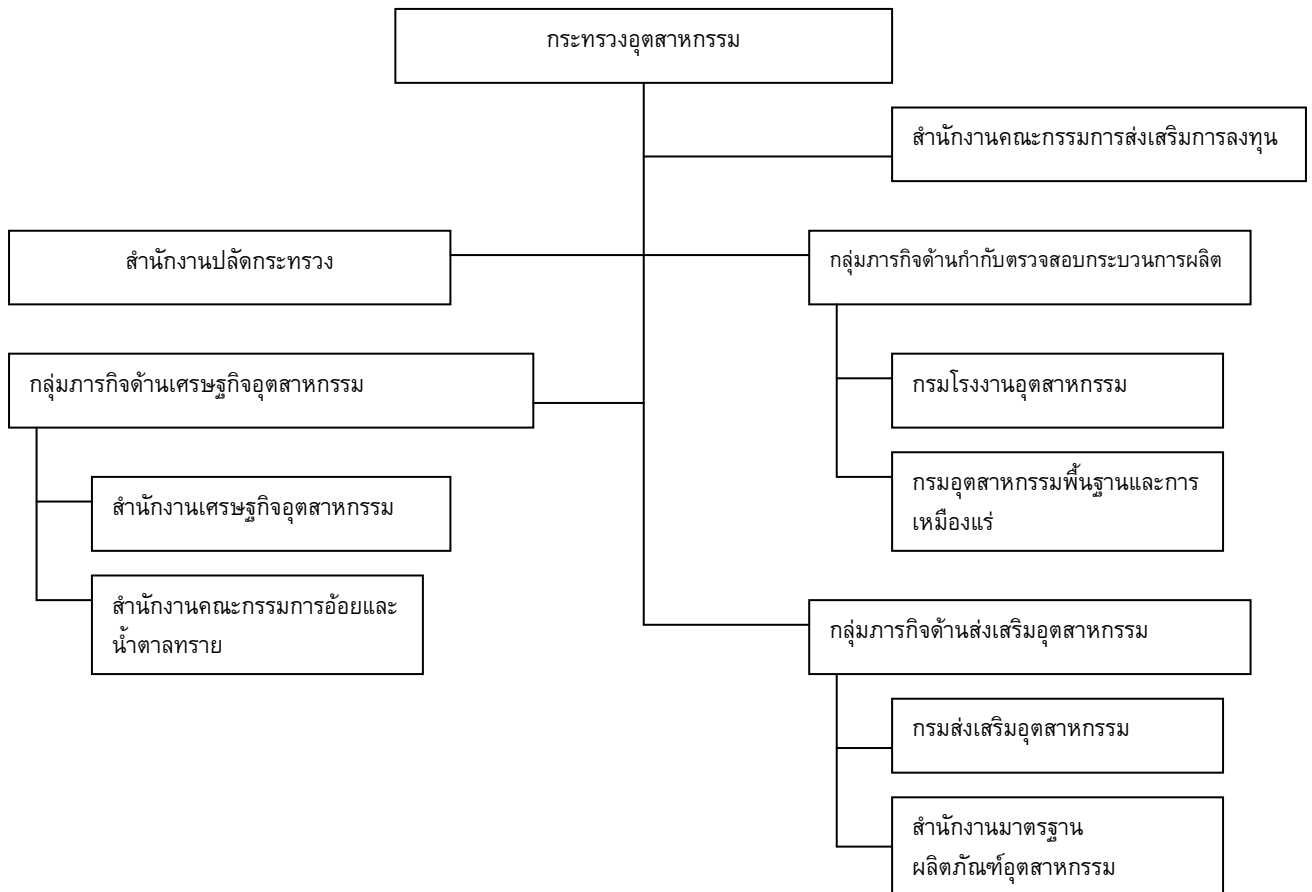 กระทรวงอุตสาหกรรม
สำนักงานคณะกรรมการส่งเสริมการลงทุน
สำนักงานปลัดกระทรวง
กลุ่มภารกิจด้านกำกับตรวจสอบกระบวนการผลิต
กลุ่มภารกิจด้านเศรษฐกิจอุตสาหกรรม
กรมโรงงานอุตสาหกรรม
กรมอุตสาหกรรมพื้นฐานและการ
เหมืองแร่
สำนักงานเศรษฐกิจอุตสาหกรรม
สำนักงานคณะกรรมการอ้อยและ
น้ำตาลทราย
กลุ่มภารกิจด้านส่งเสริมอุตสาหกรรม
กรมส่งเสริมอุตสาหกรรม
สำนักงานมาตรฐาน
ผลิตภัณฑ์อุตสาหกรรม